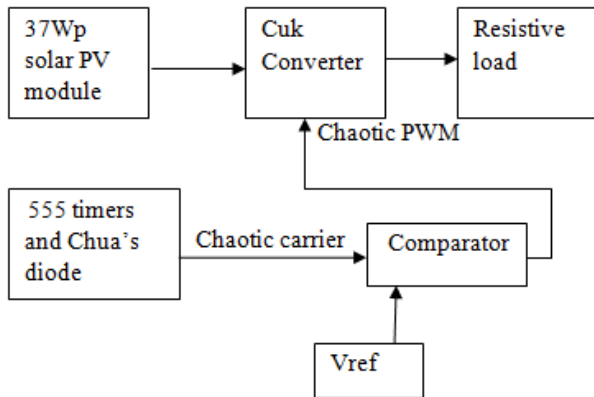 37Wp
solar PV
module
Cuk
Converter
Resistive
load
Chaotic PWM
555 timers
and Chua's
diode
Chaotic carrier
Comparator
Vref